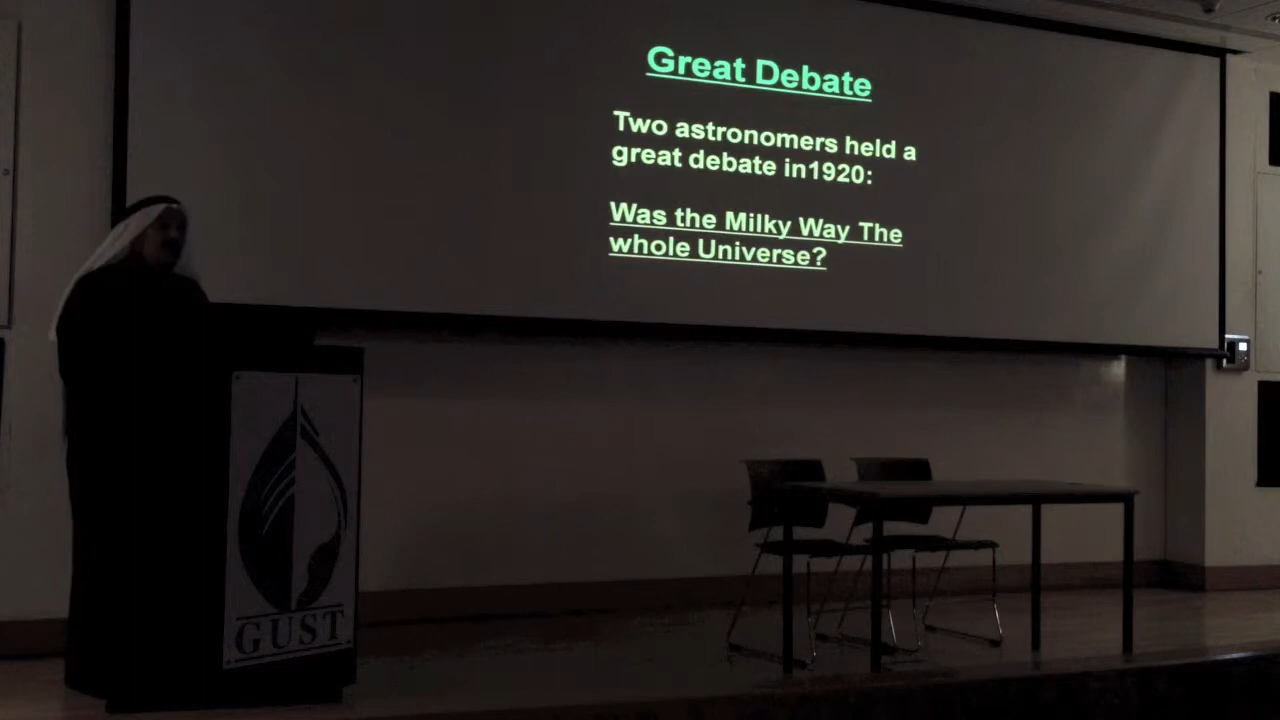 Great Debate
Two astronomers held a
great debate in1920:
Was the Milky Way The
whole Universe?
GUST